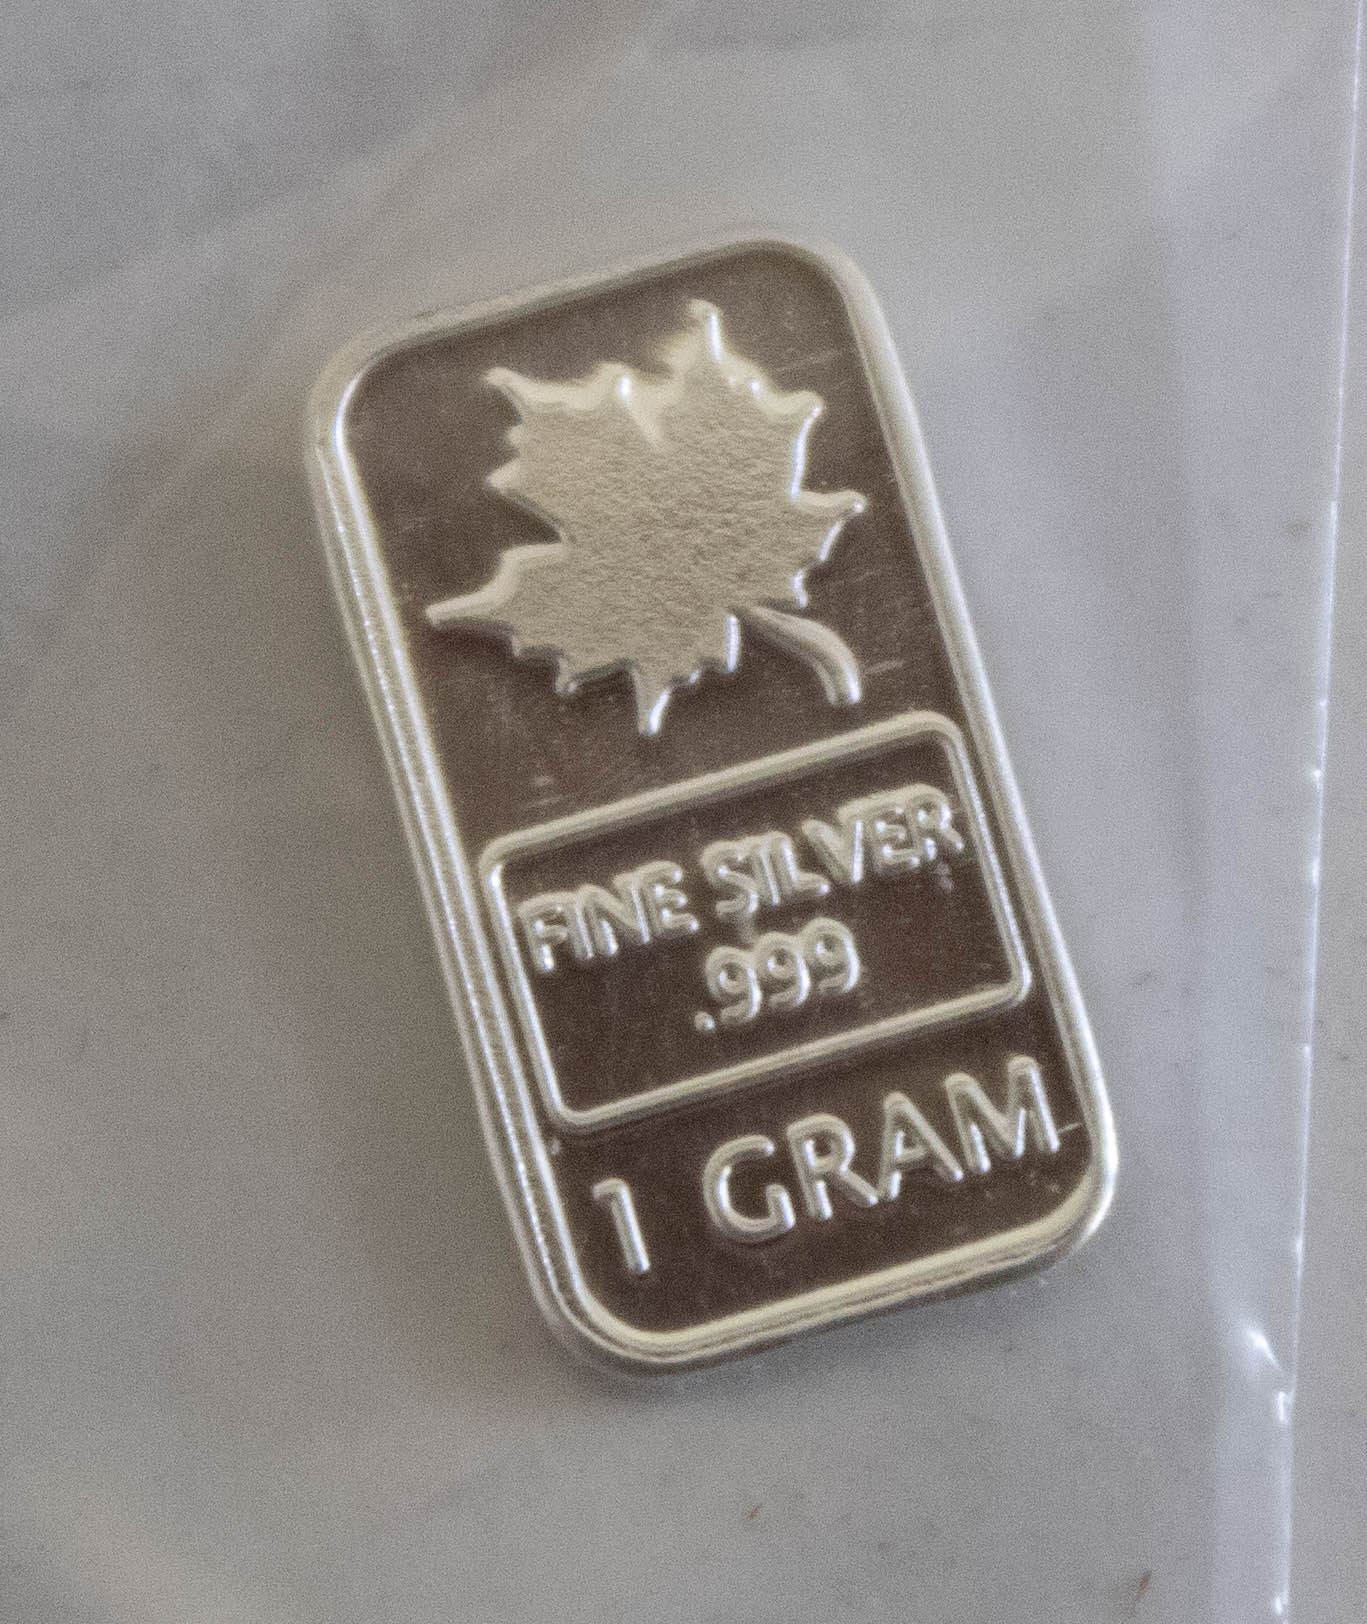 FINE SILVER
.999
1 GRAM